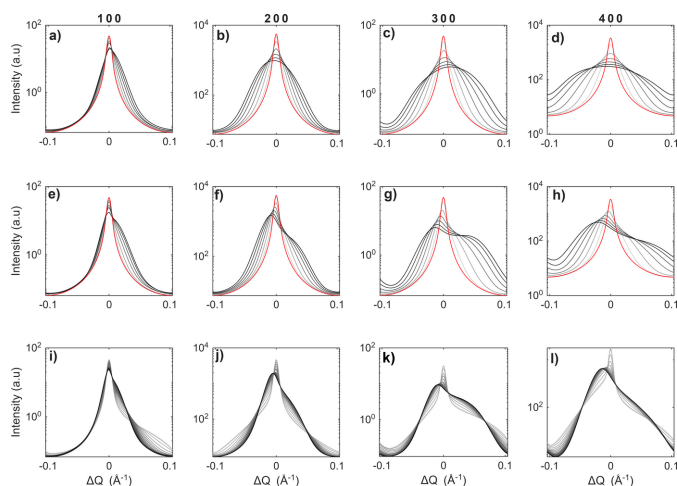 100 200 300 400
a) b) c) d)
Intensity (a.u)
10² 10⁰
10⁴ 10²
10² 10⁰
10⁴ 10² 10⁰
-0.1 0 0.1 -0.1 0 0.1 -0.1 0 0.1 -0.1 0 0.1
e) f) g) h)
Intensity (a.u)
10² 10⁰
10⁴ 10²
10² 10⁰
10⁴ 10² 10⁰
-0.1 0 0.1 -0.1 0 0.1 -0.1 0 0.1 -0.1 0 0.1
i) j) k) l)
Intensity (a.u)
10² 10⁰
10⁴ 10²
10² 10⁰
10²
-0.1 0 0.1 -0.1 0 0.1 -0.1 0 0.1 -0.1 0 0.1
ΔQ (Å⁻¹) ΔQ (Å⁻¹) ΔQ (Å⁻¹) ΔQ (Å⁻¹)